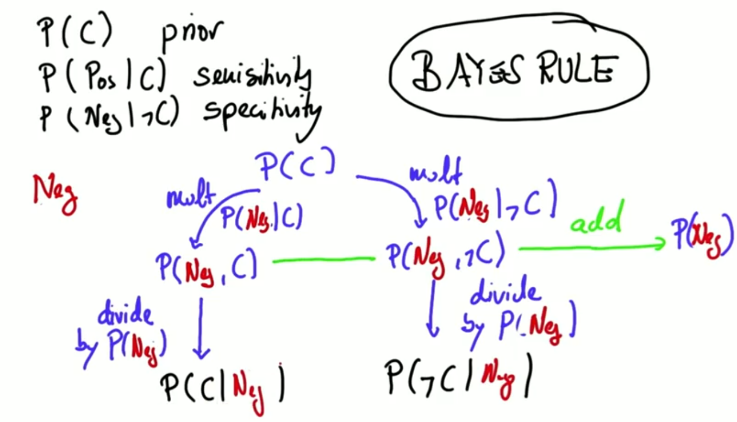 P(C) prior
P(Pos|C) sensitivity
P(Neg|¬C) specitivity
BAYES RULE
Neg
P(C)
mult
P(Neg|C)
mult
P(Neg|¬C)
P(Neg,C)
P(Neg,¬C)
add
P(Neg)
divide
by P(Neg)
divide
by P(Neg)
P(C|Neg)
P(¬C|Neg)